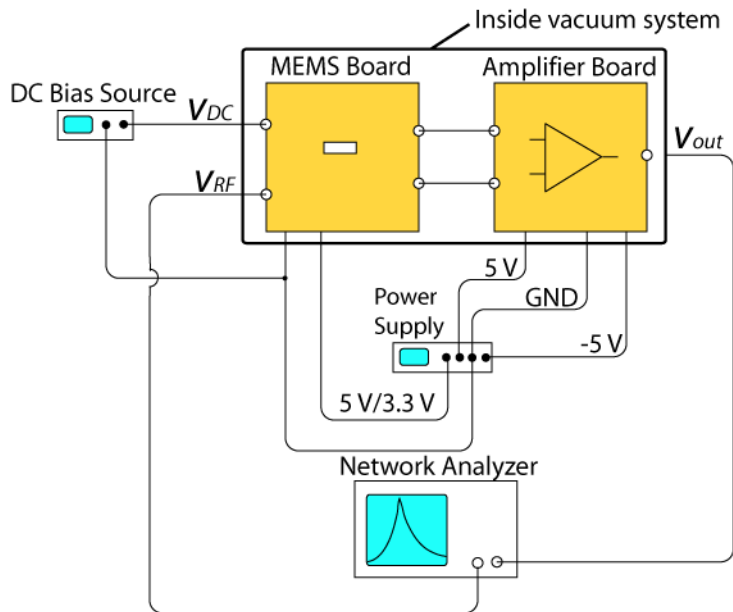 Inside vacuum system
MEMS Board
Amplifier Board
DC Bias Source
VDC
Vout
VRF
5 V
GND
Power
Supply
-5 V
5 V/3.3 V
Network Analyzer